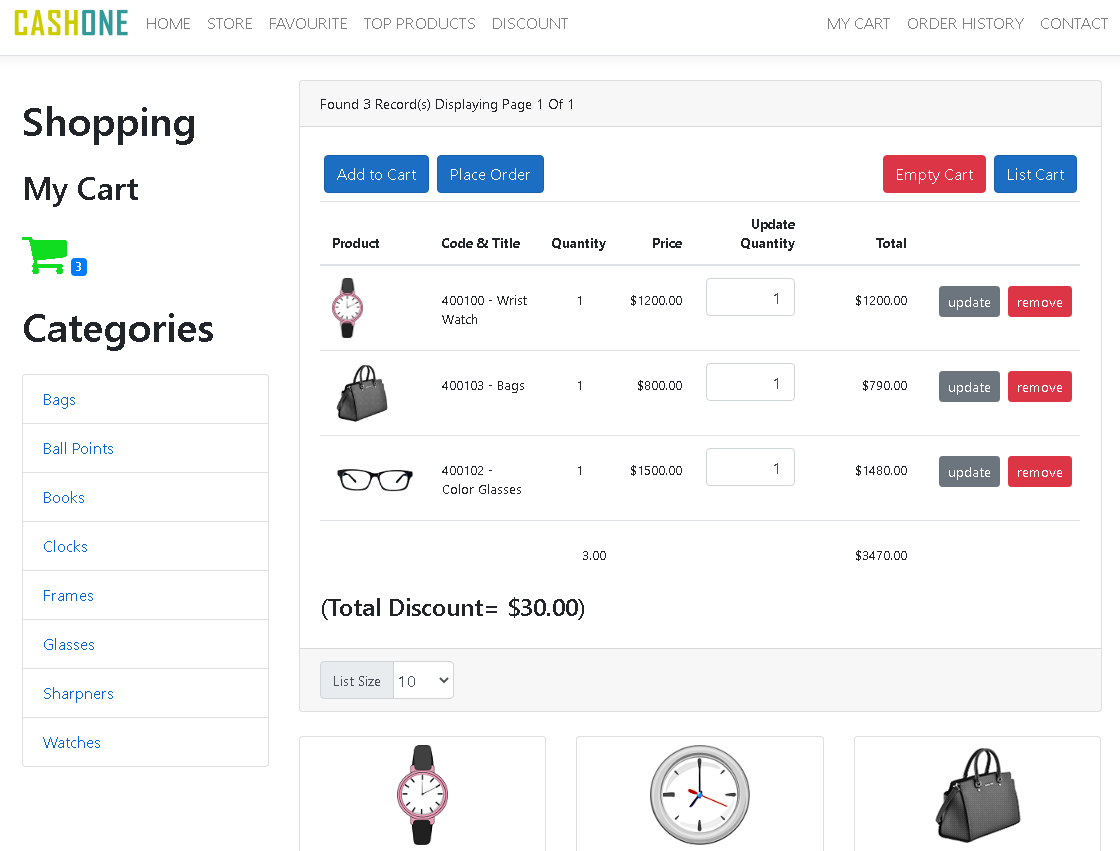 CASHONE HOME STORE FAVOURITE TOP PRODUCTS DISCOUNT MY CART ORDER HISTORY CONTACT
Shopping
My Cart
3
Categories
Bags
Ball Points
Books
Clocks
Frames
Glasses
Sharpners
Watches
Found 3 Record(s) Displaying Page 1 Of 1
Add to Cart Place Order Empty Cart List Cart
Product Code & Title Quantity Price Update Quantity Total
400100 - Wrist 1 $1200.00 1 $1200.00 update remove
Watch
400103 - Bags 1 $800.00 1 $790.00 update remove
400102 - 1 $1500.00 1 $1480.00 update remove
Color Glasses
3.00 $3470.00
(Total Discount= $30.00)
List Size 10